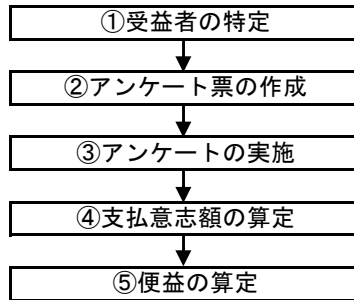 ①受益者の特定
②アンケート票の作成
③アンケートの実施
④支払意志額の算定
⑤便益の算定